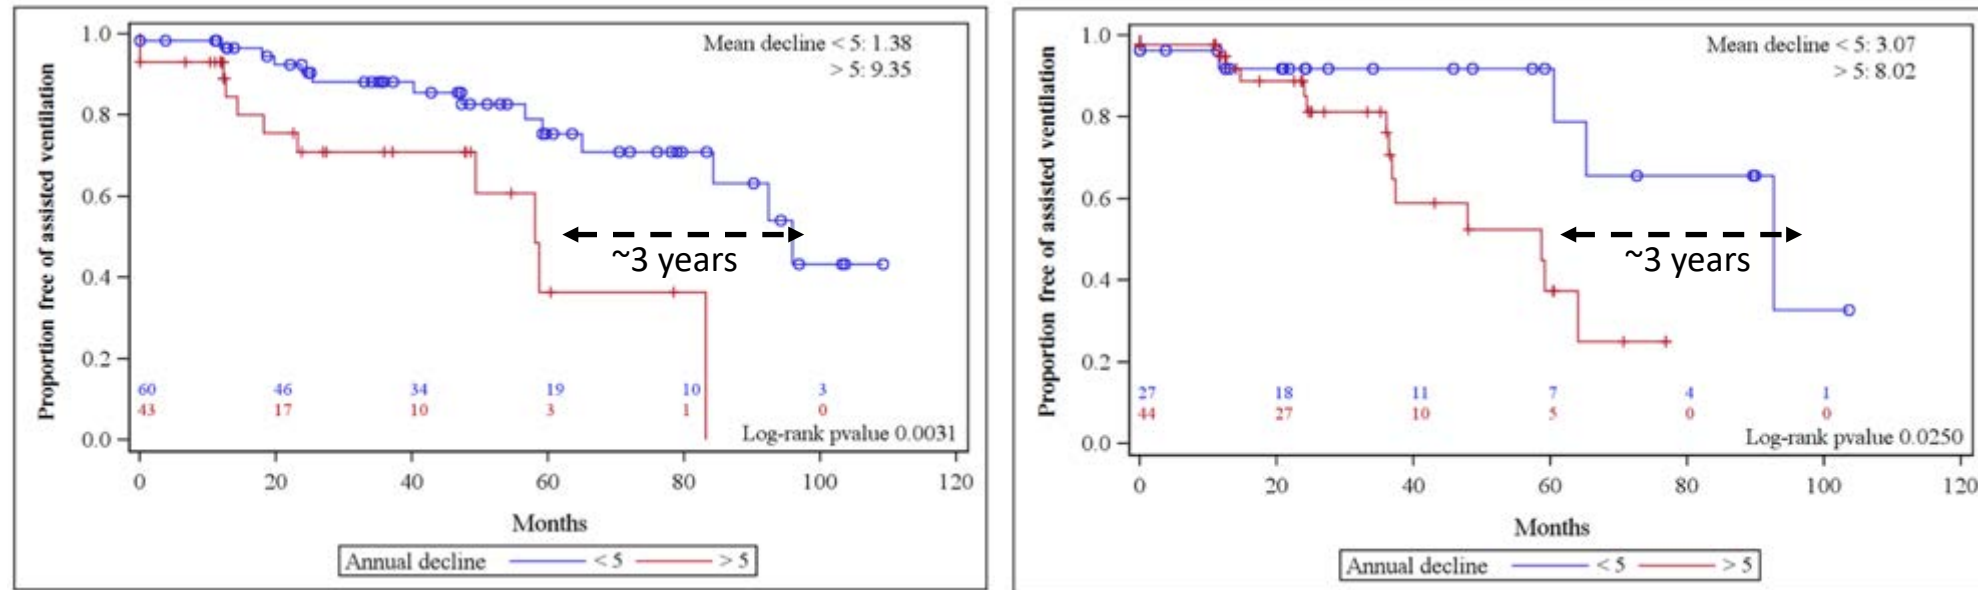 Proportion free of assisted ventilation
1.0
0.8
0.6
0.4
0.2
0.0
Mean decline < 5: 1.38
> 5: 9.35
~3 years
60 46 34 19 10 3
43 17 10 3 1 0
Log-rank pvalue 0.0031
0 20 40 60 80 100 120
Months
Annual decline < 5 > 5
Proportion free of assisted ventilation
1.0
0.8
0.6
0.4
0.2
0.0
Mean decline < 5: 3.07
> 5: 8.02
~3 years
27 18 11 7 4 1
44 27 10 5 0 0
Log-rank pvalue 0.0250
0 20 40 60 80 100 120
Months
Annual decline < 5 > 5